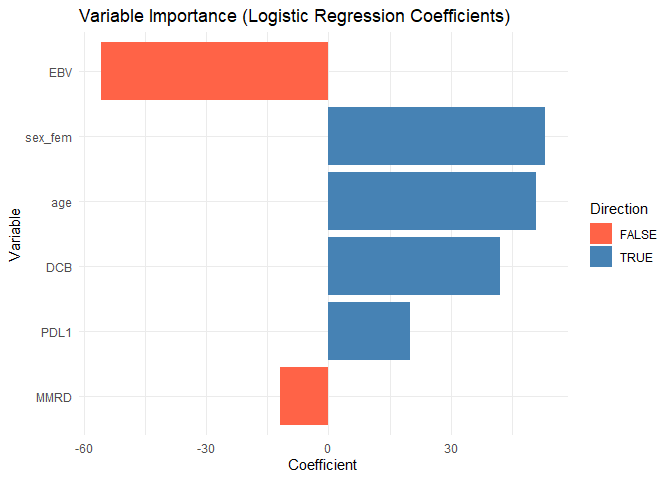 Variable Importance (Logistic Regression Coefficients)
EBV
sex_fem
age
DCB
PDL1
MMRD
Variable
-60
-30
0
30
Coefficient
Direction
FALSE
TRUE